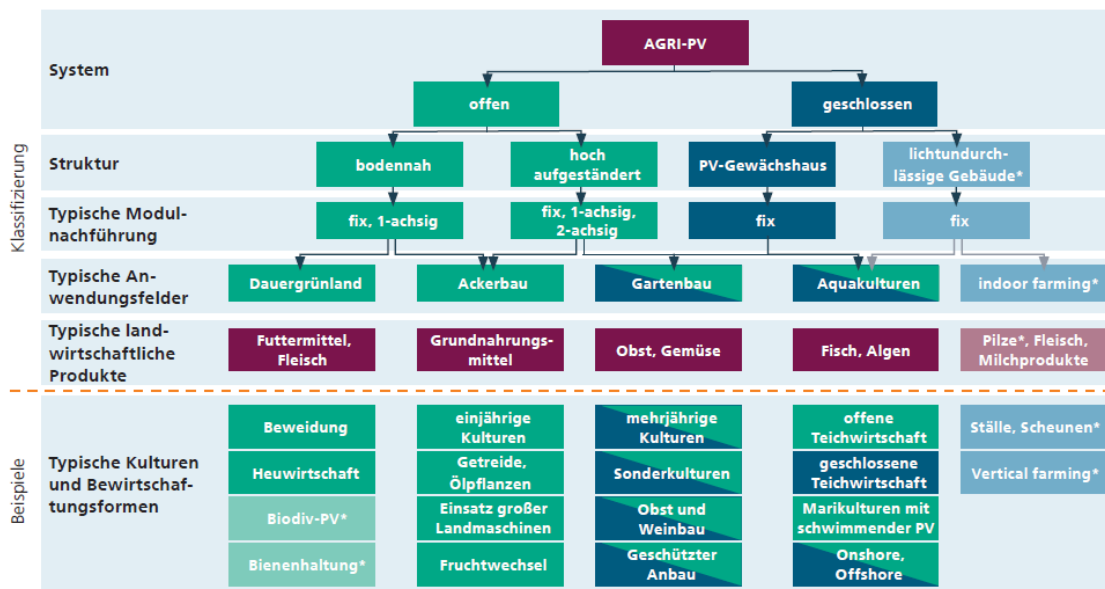 Klassifizierung
System
AGRI-PV
offen
geschlossen
Struktur
bodennah
hoch
aufgeständert
PV-Gewächshaus
lichtundurch-
lässige Gebäude*
Typische Modul-
nachführung
fix, 1-achsig
fix, 1-achsig,
2-achsig
fix
fix
Typische An-
wendungsfelder
Dauergrünland
Ackerbau
Gartenbau
Aquakulturen
indoor farming*
Typische land-
wirtschaftliche
Produkte
Futtermittel,
Fleisch
Grundnahrungs-
mittel
Obst, Gemüse
Fisch, Algen
Pilze*, Fleisch,
Milchprodukte
Beispiele
Typische Kulturen
und Bewirtschaf-
tungsformen
Beweidung
Heuwirtschaft
Biodiv-PV*
Bienenhaltung*
einjährige
Kulturen
Getreide,
Ölpflanzen
Einsatz großer
Landmaschinen
Fruchtwechsel
mehrjährige
Kulturen
Sonderkulturen
Obst und
Weinbau
Geschützter
Anbau
offene
Teichwirtschaft
geschlossene
Teichwirtschaft
Marikulturen mit
schwimmender PV
Onshore,
Offshore
Ställe, Scheunen*
Vertical farming*